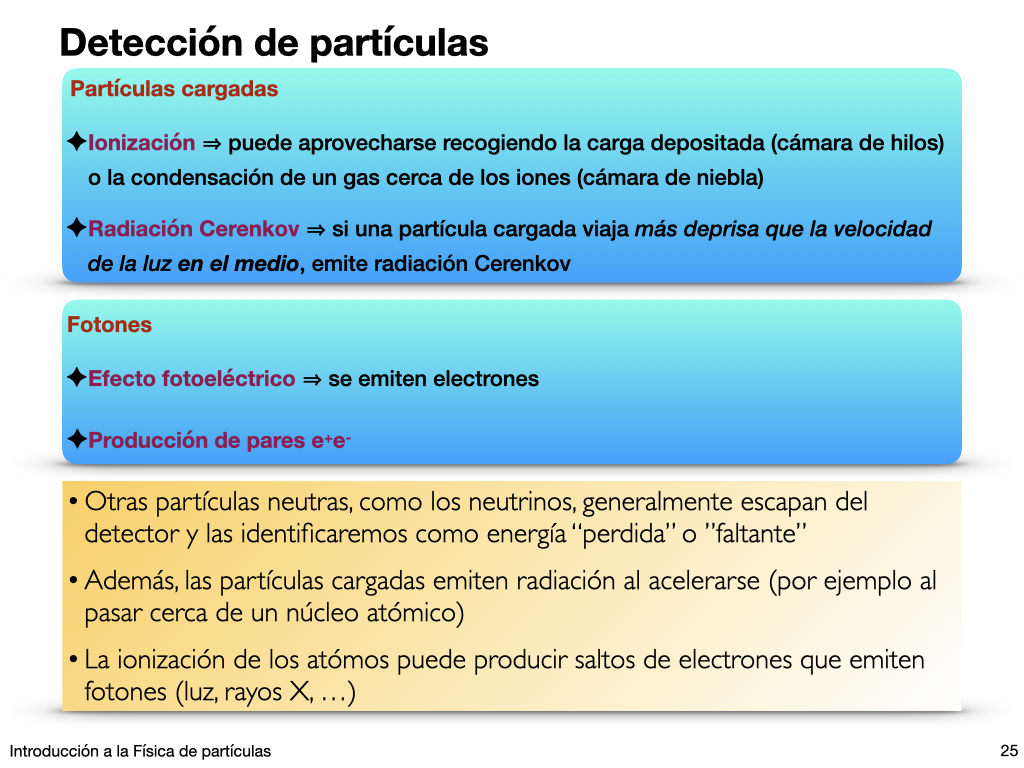 Detección de partículas
Partículas cargadas
✦Ionización ⇒ puede aprovecharse recogiendo la carga depositada (cámara de hilos)
o la condensación de un gas cerca de los iones (cámara de niebla)
✦Radiación Cerenkov ⇒ si una partícula cargada viaja más deprisa que la velocidad
de la luz en el medio, emite radiación Cerenkov
Fotones
✦Efecto fotoeléctrico ⇒ se emiten electrones
✦Producción de pares e⁺e⁻
• Otras partículas neutras, como los neutrinos, generalmente escapan del
detector y las identificaremos como energía “perdida” o ”faltante”
• Además, las partículas cargadas emiten radiación al acelerarse (por ejemplo al
pasar cerca de un núcleo atómico)
• La ionización de los atómos puede producir saltos de electrones que emiten
fotones (luz, rayos X, …)
Introducción a la Física de partículas
25